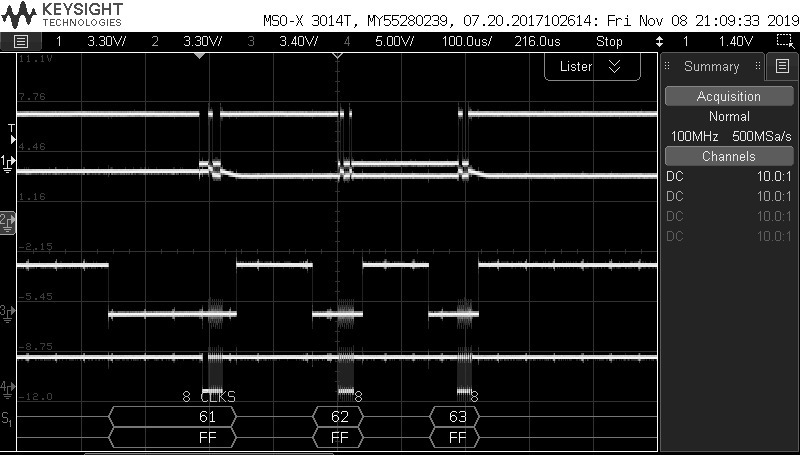 KEYSIGHT
TECHNOLOGIES
MSO-X 3014T, MY55280239, 07.20.2017102614: Fri Nov 08 21:09:33 2019
1 3.30V/ 2 3.30V/ 3 3.40V/ 4 5.00V/ 100.0us/ 216.0us Stop 1 1.40V
11.1V
Lister
Summary
7.76
Acquisition
Normal
100MHz 500MSa/s
T
4.46
Channels
1
DC 10.0:1
1.16
DC 10.0:1
2
DC 10.0:1
DC 10.0:1
-2.15
-5.45
3
-8.75
4
-12.0
8 CLKS 8 8
S1
61 62 63
FF FF FF